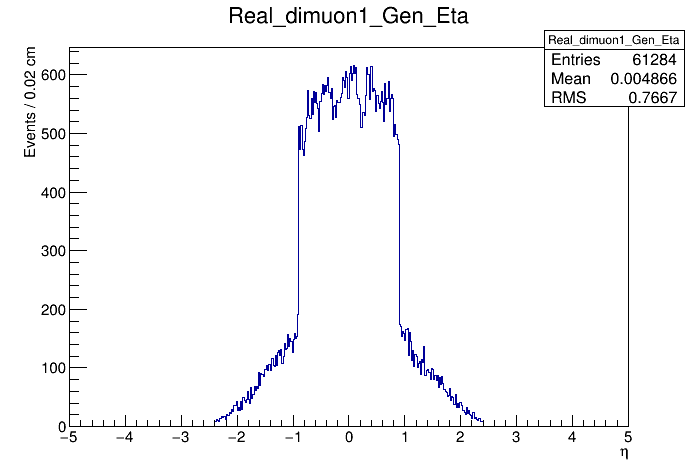 Real_dimuon1_Gen_Eta
Real_dimuon1_Gen_Eta
Entries 61284
Mean 0.004866
RMS 0.7667
Events / 0.02 cm
600
500
400
300
200
100
0
−5 −4 −3 −2 −1 0 1 2 3 4 5
η